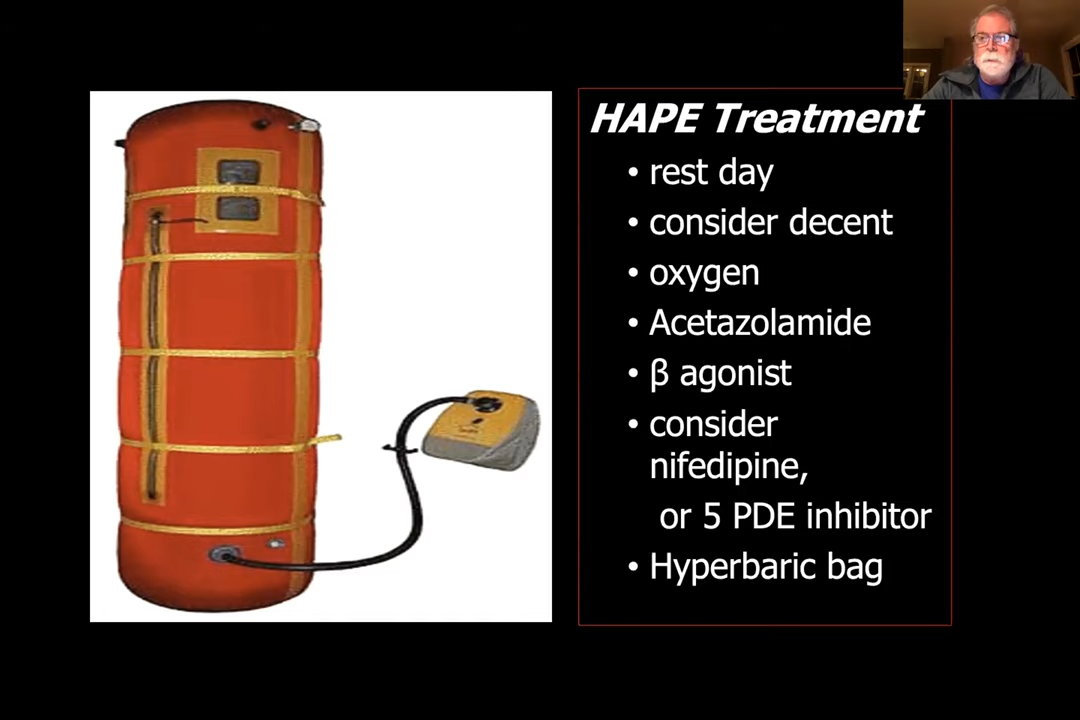 HAPE Treatment
• rest day
• consider decent
• oxygen
• Acetazolamide
• β agonist
• consider
nifedipine,
or 5 PDE inhibitor
• Hyperbaric bag